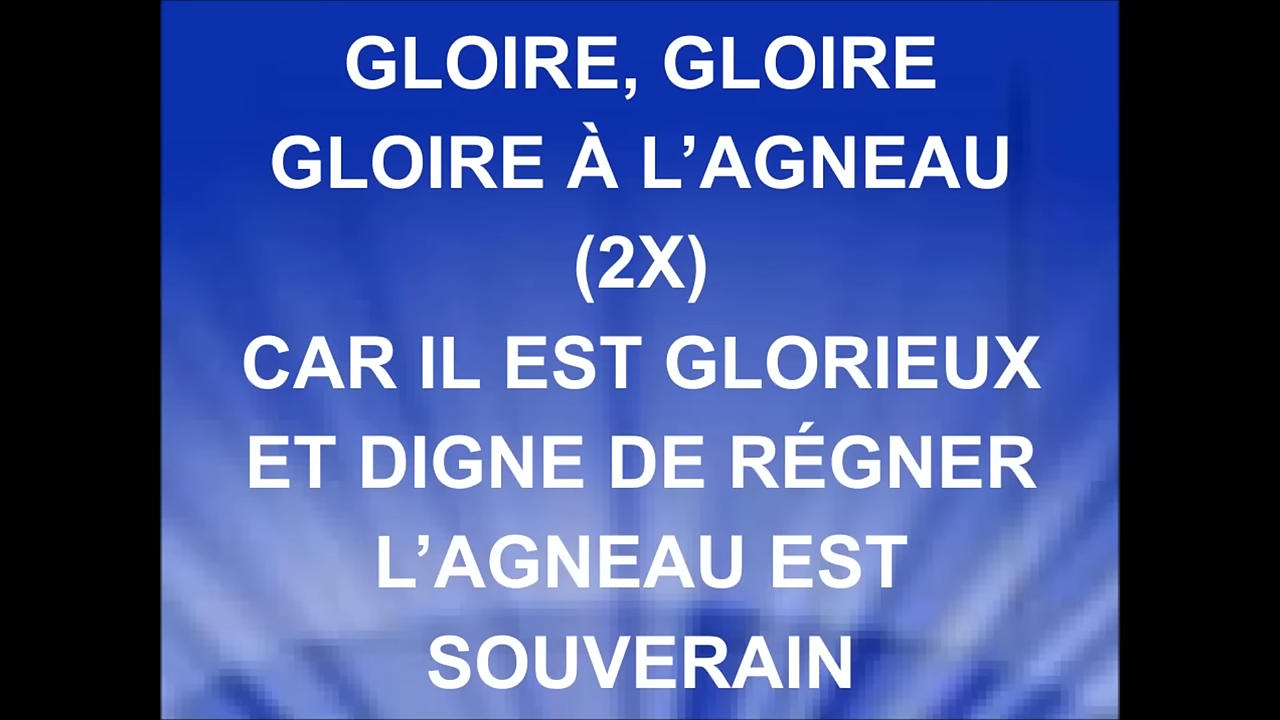 GLOIRE, GLOIRE
GLOIRE À L’AGNEAU
(2X)
CAR IL EST GLORIEUX
ET DIGNE DE RÉGNER
L’AGNEAU EST
SOUVERAIN